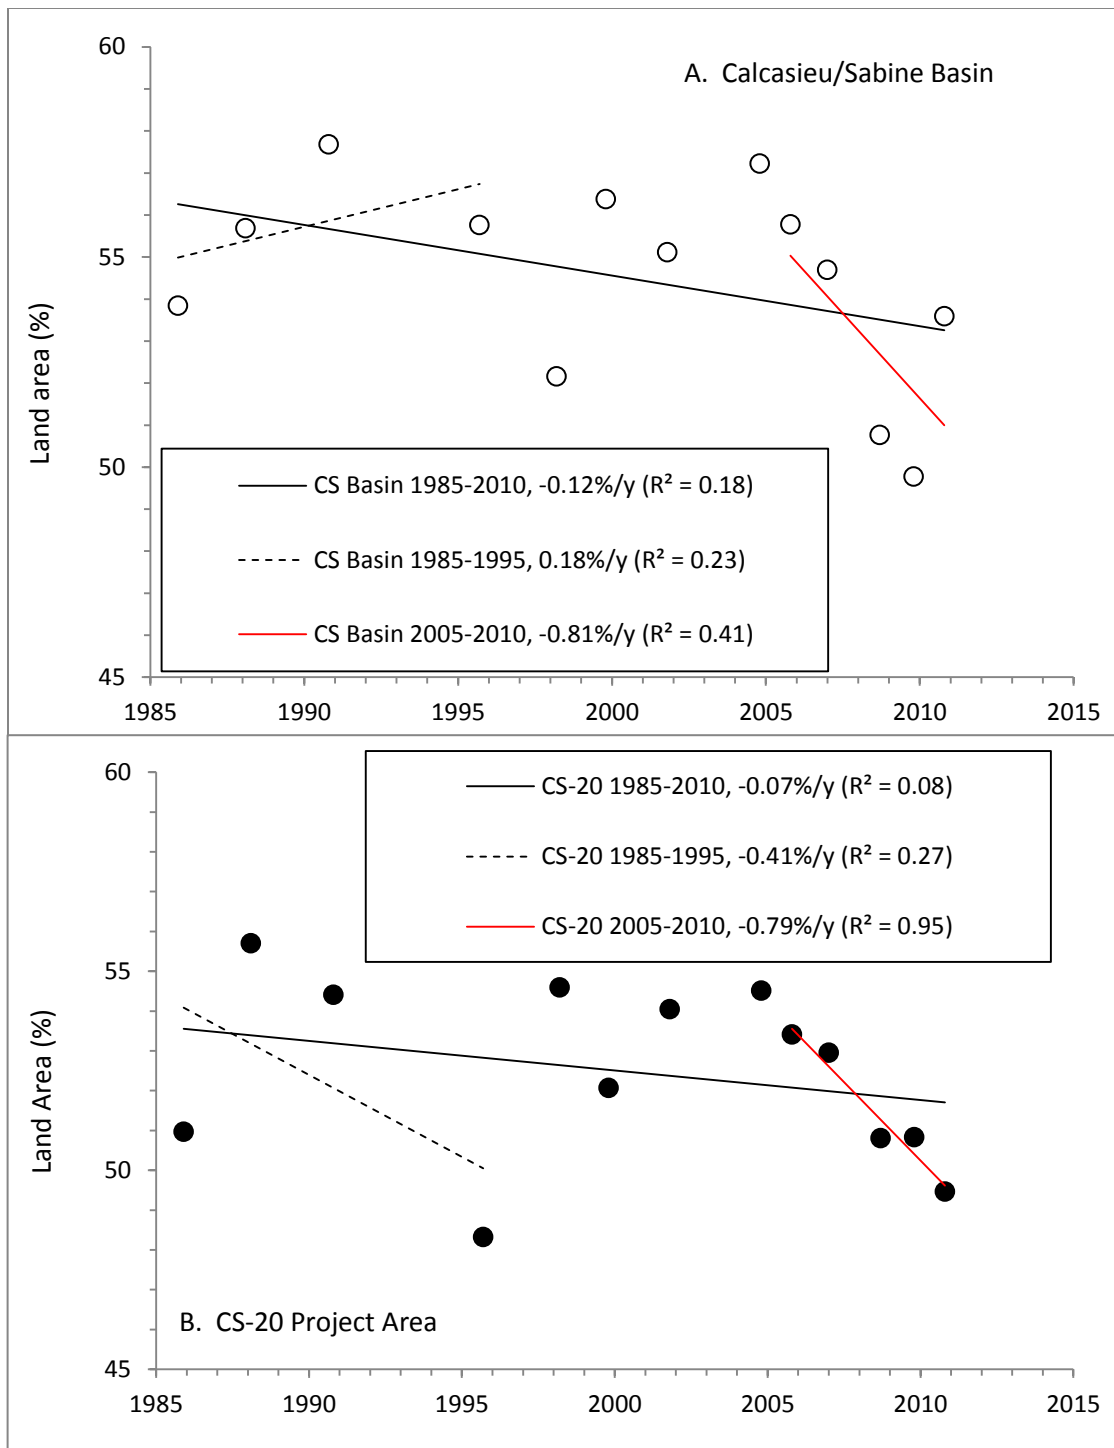 60
A. Calcasieu/Sabine Basin
55
Land area (%)
50
CS Basin 1985-2010, -0.12%/y (R² = 0.18)
CS Basin 1985-1995, 0.18%/y (R² = 0.23)
CS Basin 2005-2010, -0.81%/y (R² = 0.41)
45
1985 1990 1995 2000 2005 2010 2015
60
CS-20 1985-2010, -0.07%/y (R² = 0.08)
CS-20 1985-1995, -0.41%/y (R² = 0.27)
CS-20 2005-2010, -0.79%/y (R² = 0.95)
55
Land Area (%)
50
B. CS-20 Project Area
45
1985 1990 1995 2000 2005 2010 2015